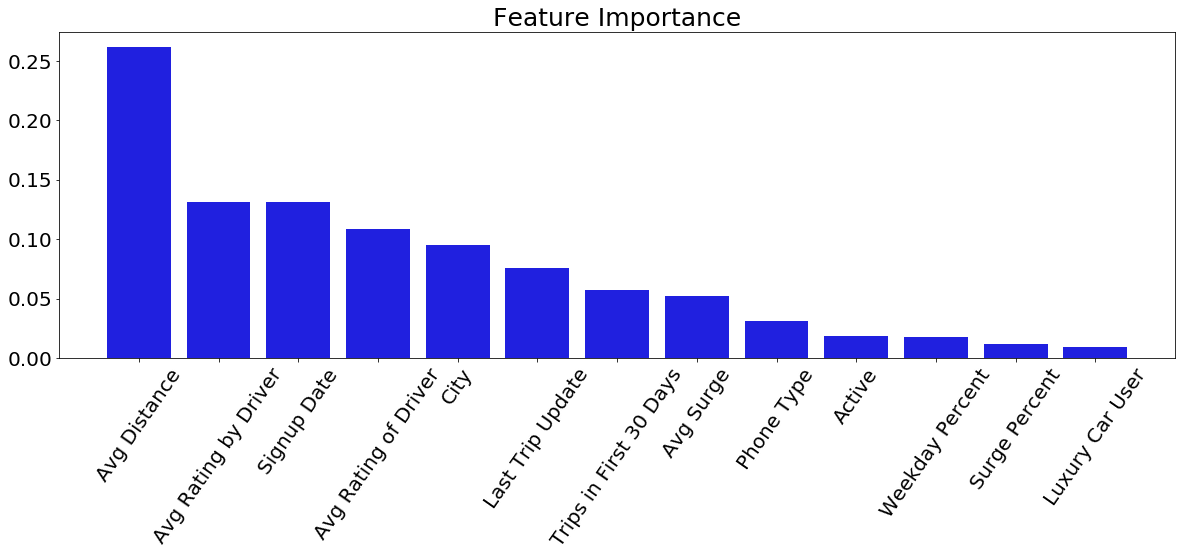 Feature Importance
0.25
0.20
0.15
0.10
0.05
0.00
Avg Distance
Avg Rating by Driver
Signup Date
Avg Rating of Driver
City
Last Trip Update
Trips in First 30 Days
Avg Surge
Phone Type
Active
Weekday Percent
Surge Percent
Luxury Car User